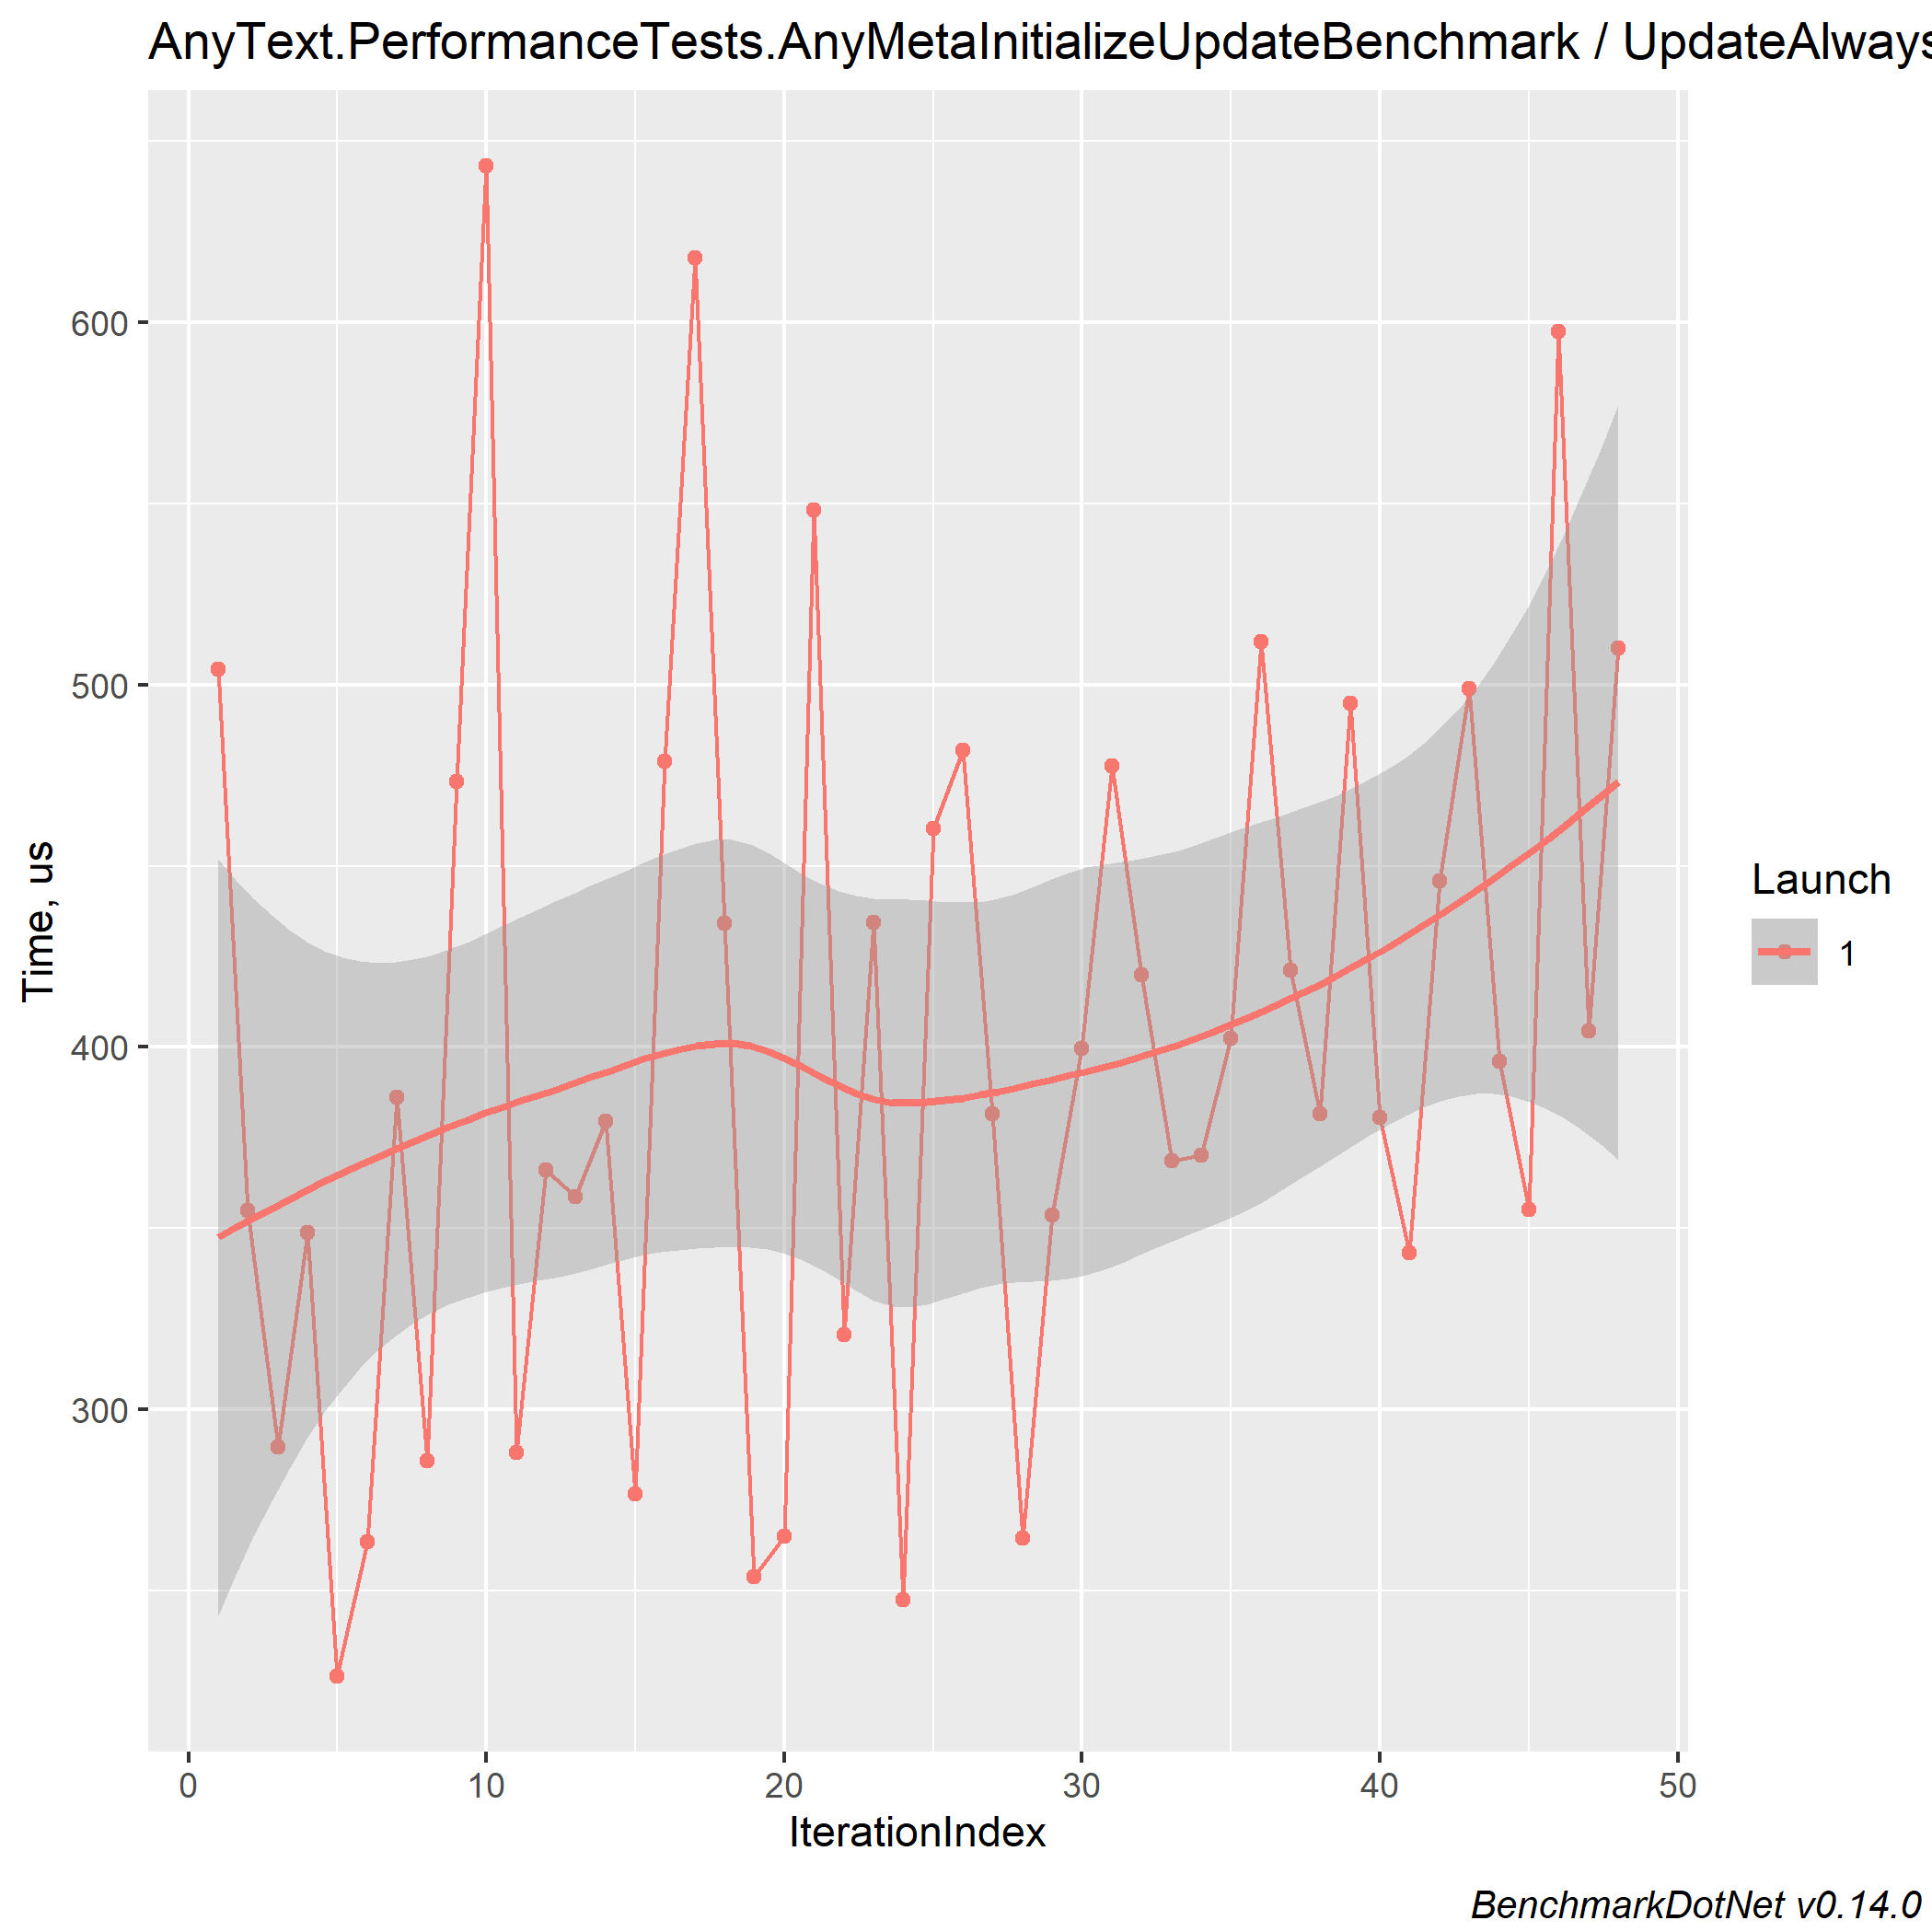 AnyText.PerformanceTests.AnyMetaInitializeUpdateBenchmark / UpdateAlways
600
500
400
300
Time, us
0 10 20 30 40 50
IterationIndex
Launch
1
BenchmarkDotNet v0.14.0